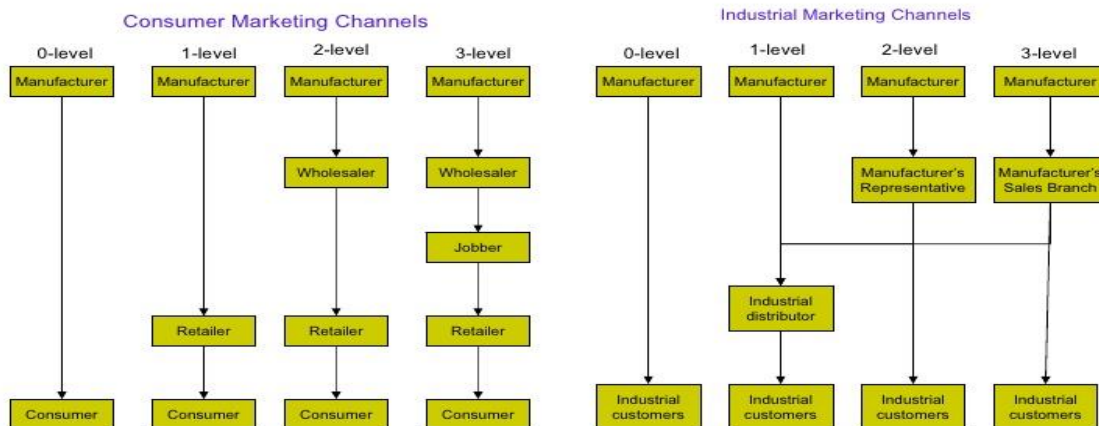 Consumer Marketing Channels
0-level 1-level 2-level 3-level
Manufacturer Manufacturer Manufacturer Manufacturer
Wholesaler Wholesaler
Jobber
Retailer Retailer Retailer
Consumer Consumer Consumer Consumer
Industrial Marketing Channels
0-level 1-level 2-level 3-level
Manufacturer Manufacturer Manufacturer Manufacturer
Manufacturer's Manufacturer's
Representative Sales Branch
Industrial
distributor
Industrial Industrial Industrial Industrial
customers customers customers customers